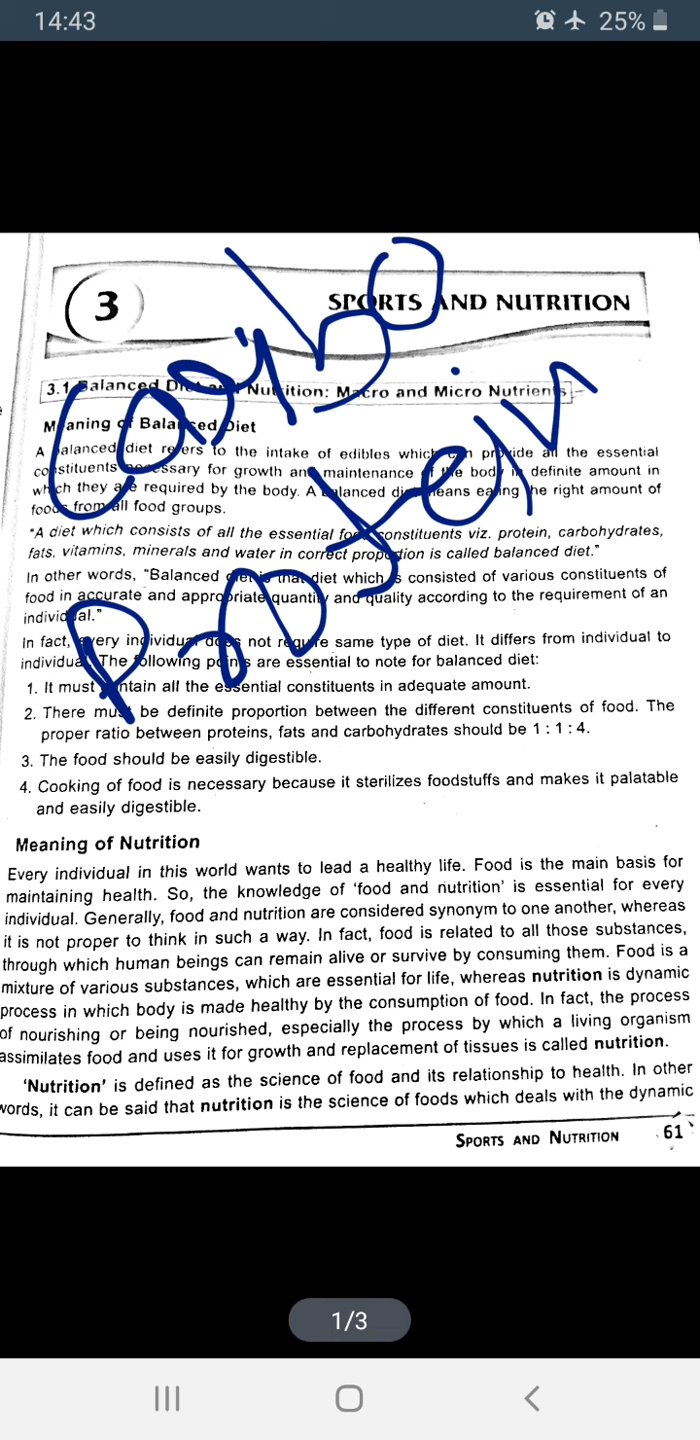 14:43
25%
3
SPORTS AND NUTRITION
Carbo
Protein
3.1 Balanced Diet and Nutrition: Macro and Micro Nutrients
Meaning of Balanced Diet
A balanced diet refers to the intake of edibles which can provide all the essential
constituents necessary for growth and maintenance of the body in definite amount in
which they are required by the body. A balanced diet means eating the right amount of
foods from all food groups.
"A diet which consists of all the essential food constituents viz. protein, carbohydrates,
fats, vitamins, minerals and water in correct proportion is called balanced diet."
In other words, "Balanced diet is that diet which is consisted of various constituents of
food in accurate and appropriate quantity and quality according to the requirement of an
individual."
In fact, every individual does not require same type of diet. It differs from individual to
individual. The following points are essential to note for balanced diet:
1. It must contain all the essential constituents in adequate amount.
2. There must be definite proportion between the different constituents of food. The
proper ratio between proteins, fats and carbohydrates should be 1 : 1 : 4.
3. The food should be easily digestible.
4. Cooking of food is necessary because it sterilizes foodstuffs and makes it palatable
and easily digestible.
Meaning of Nutrition
Every individual in this world wants to lead a healthy life. Food is the main basis for
maintaining health. So, the knowledge of 'food and nutrition' is essential for every
individual. Generally, food and nutrition are considered synonym to one another, whereas
it is not proper to think in such a way. In fact, food is related to all those substances,
through which human beings can remain alive or survive by consuming them. Food is a
mixture of various substances, which are essential for life, whereas nutrition is dynamic
process in which body is made healthy by the consumption of food. In fact, the process
of nourishing or being nourished, especially the process by which a living organism
assimilates food and uses it for growth and replacement of tissues is called nutrition.
'Nutrition' is defined as the science of food and its relationship to health. In other
words, it can be said that nutrition is the science of foods which deals with the dynamic
SPORTS AND NUTRITION 61
1/3